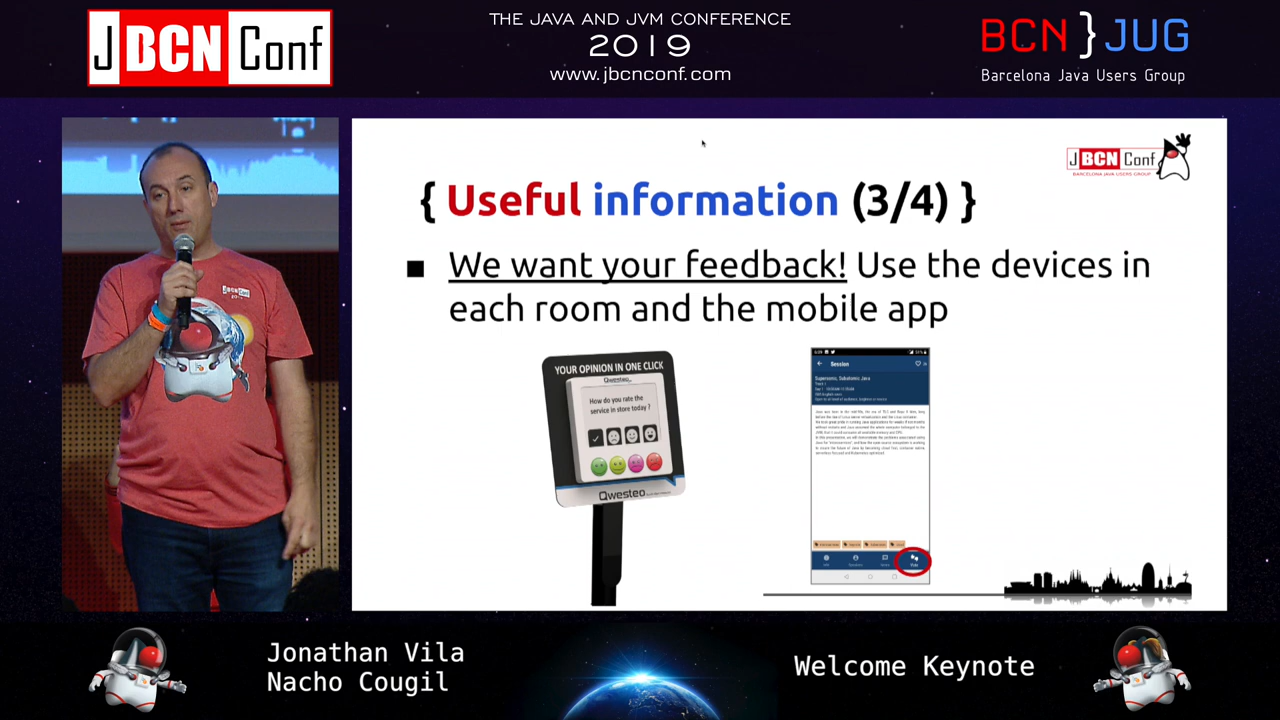 JBCNConf
THE JAVA AND JVM CONFERENCE
2019
www.jbcnconf.com
BCN}JUG
Barcelona Java Users Group
JBCNConf
BARCELONA JAVA USERS GROUP
{ Useful information (3/4) }
■ We want your feedback! Use the devices in
each room and the mobile app
YOUR OPINION IN ONE CLICK
Qwesteo
How do you rate the
service in store today ?
Qwesteo
Session
Supersonic, Subatomic Java
JBCNConf
Jonathan Vila
Nacho Cougil
Welcome Keynote